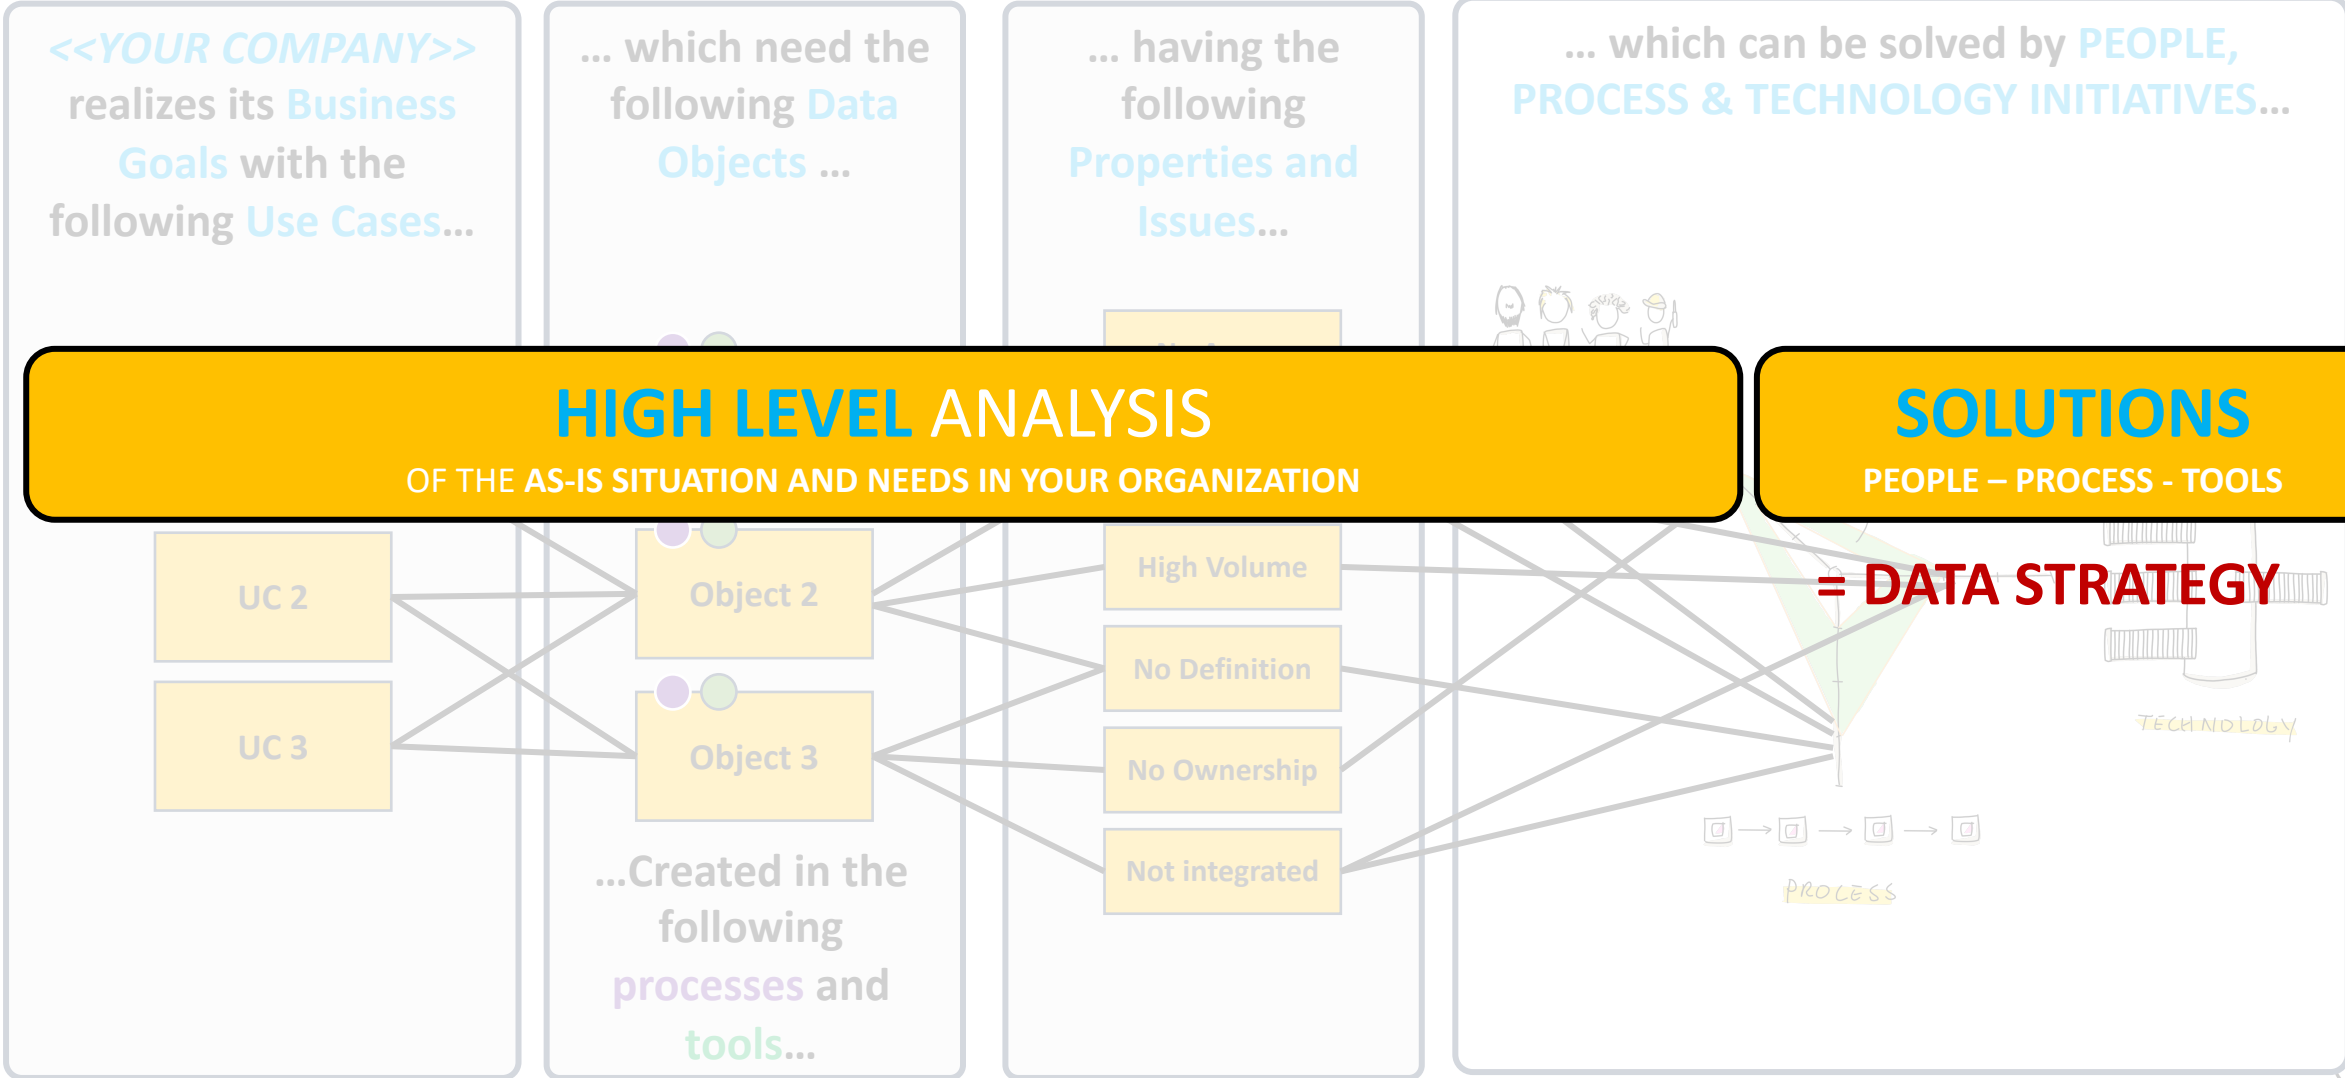 <<YOUR COMPANY>>
realizes its Business
Goals with the
following Use Cases...
... which need the
following Data
Objects ...
... having the
following
Properties and
Issues...
... which can be solved by PEOPLE,
PROCESS & TECHNOLOGY INITIATIVES...
HIGH LEVEL ANALYSIS
OF THE AS-IS SITUATION AND NEEDS IN YOUR ORGANIZATION
SOLUTIONS
PEOPLE – PROCESS - TOOLS
= DATA STRATEGY
UC 2
UC 3
Object 2
Object 3
...Created in the
following
processes and
tools...
High Volume
No Definition
No Ownership
Not integrated
TECHNOLOGY
PROCESS